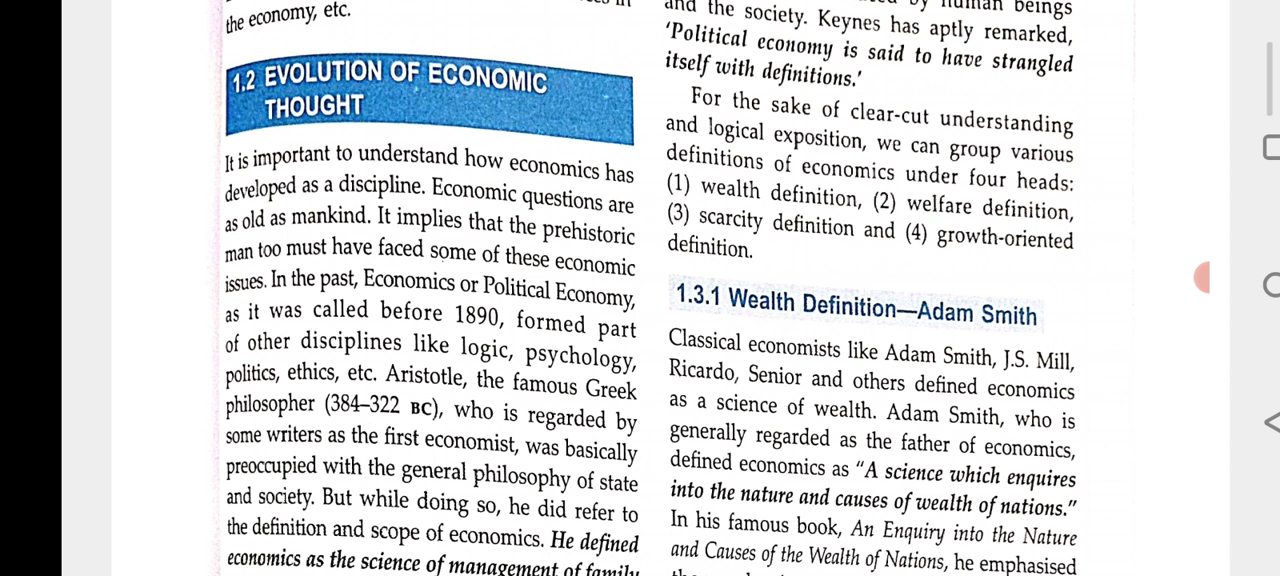 the economy, etc.
1.2 EVOLUTION OF ECONOMIC
THOUGHT
It is important to understand how economics has
developed as a discipline. Economic questions are
as old as mankind. It implies that the prehistoric
man too must have faced some of these economic
issues. In the past, Economics or Political Economy,
as it was called before 1890, formed part
of other disciplines like logic, psychology,
politics, ethics, etc. Aristotle, the famous Greek
philosopher (384–322 BC), who is regarded by
some writers as the first economist, was basically
preoccupied with the general philosophy of state
and society. But while doing so, he did refer to
the definition and scope of economics. He defined
economics as the science of management of family
by human beings
and the society. Keynes has aptly remarked,
'Political economy is said to have strangled
itself with definitions.'
For the sake of clear-cut understanding
and logical exposition, we can group various
definitions of economics under four heads:
(1) wealth definition, (2) welfare definition,
(3) scarcity definition and (4) growth-oriented
definition.
1.3.1 Wealth Definition—Adam Smith
Classical economists like Adam Smith, J.S. Mill,
Ricardo, Senior and others defined economics
as a science of wealth. Adam Smith, who is
generally regarded as the father of economics,
defined economics as "A science which enquires
into the nature and causes of wealth of nations."
In his famous book, An Enquiry into the Nature
and Causes of the Wealth of Nations, he emphasised